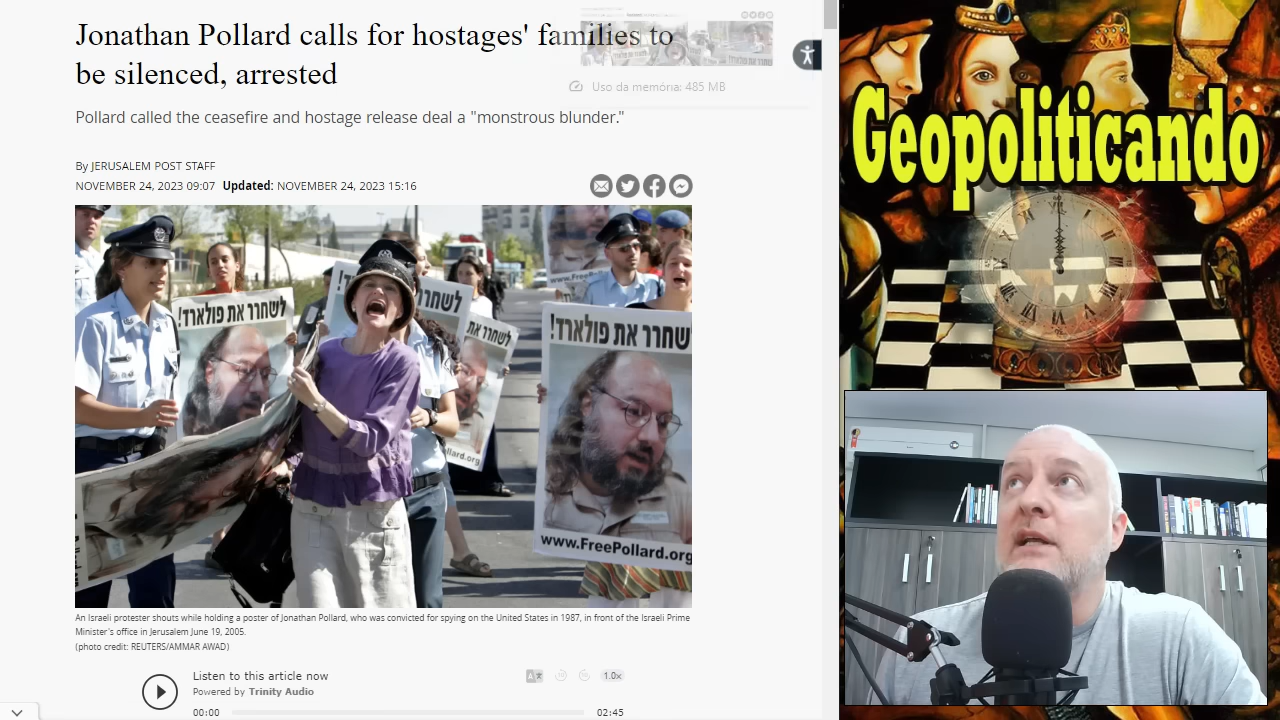 Jonathan Pollard calls for hostages' families to
be silenced, arrested
Uso da memória: 485 MB
Pollard called the ceasefire and hostage release deal a "monstrous blunder."
By JERUSALEM POST STAFF
NOVEMBER 24, 2023 09:07 Updated: NOVEMBER 24, 2023 15:16
לשחרר את פולארד!
לשחרר
לשחרר את פולארד!
www.FreePollard.org
An Israeli protester shouts while holding a poster of Jonathan Pollard, who was convicted for spying on the United States in 1987, in front of the Israeli Prime
Minister's office in Jerusalem June 19, 2005.
(photo credit: REUTERS/AMMAR AWAD)
Listen to this article now
Powered by Trinity Audio
1.0x
00:00
02:45
Geopoliticando